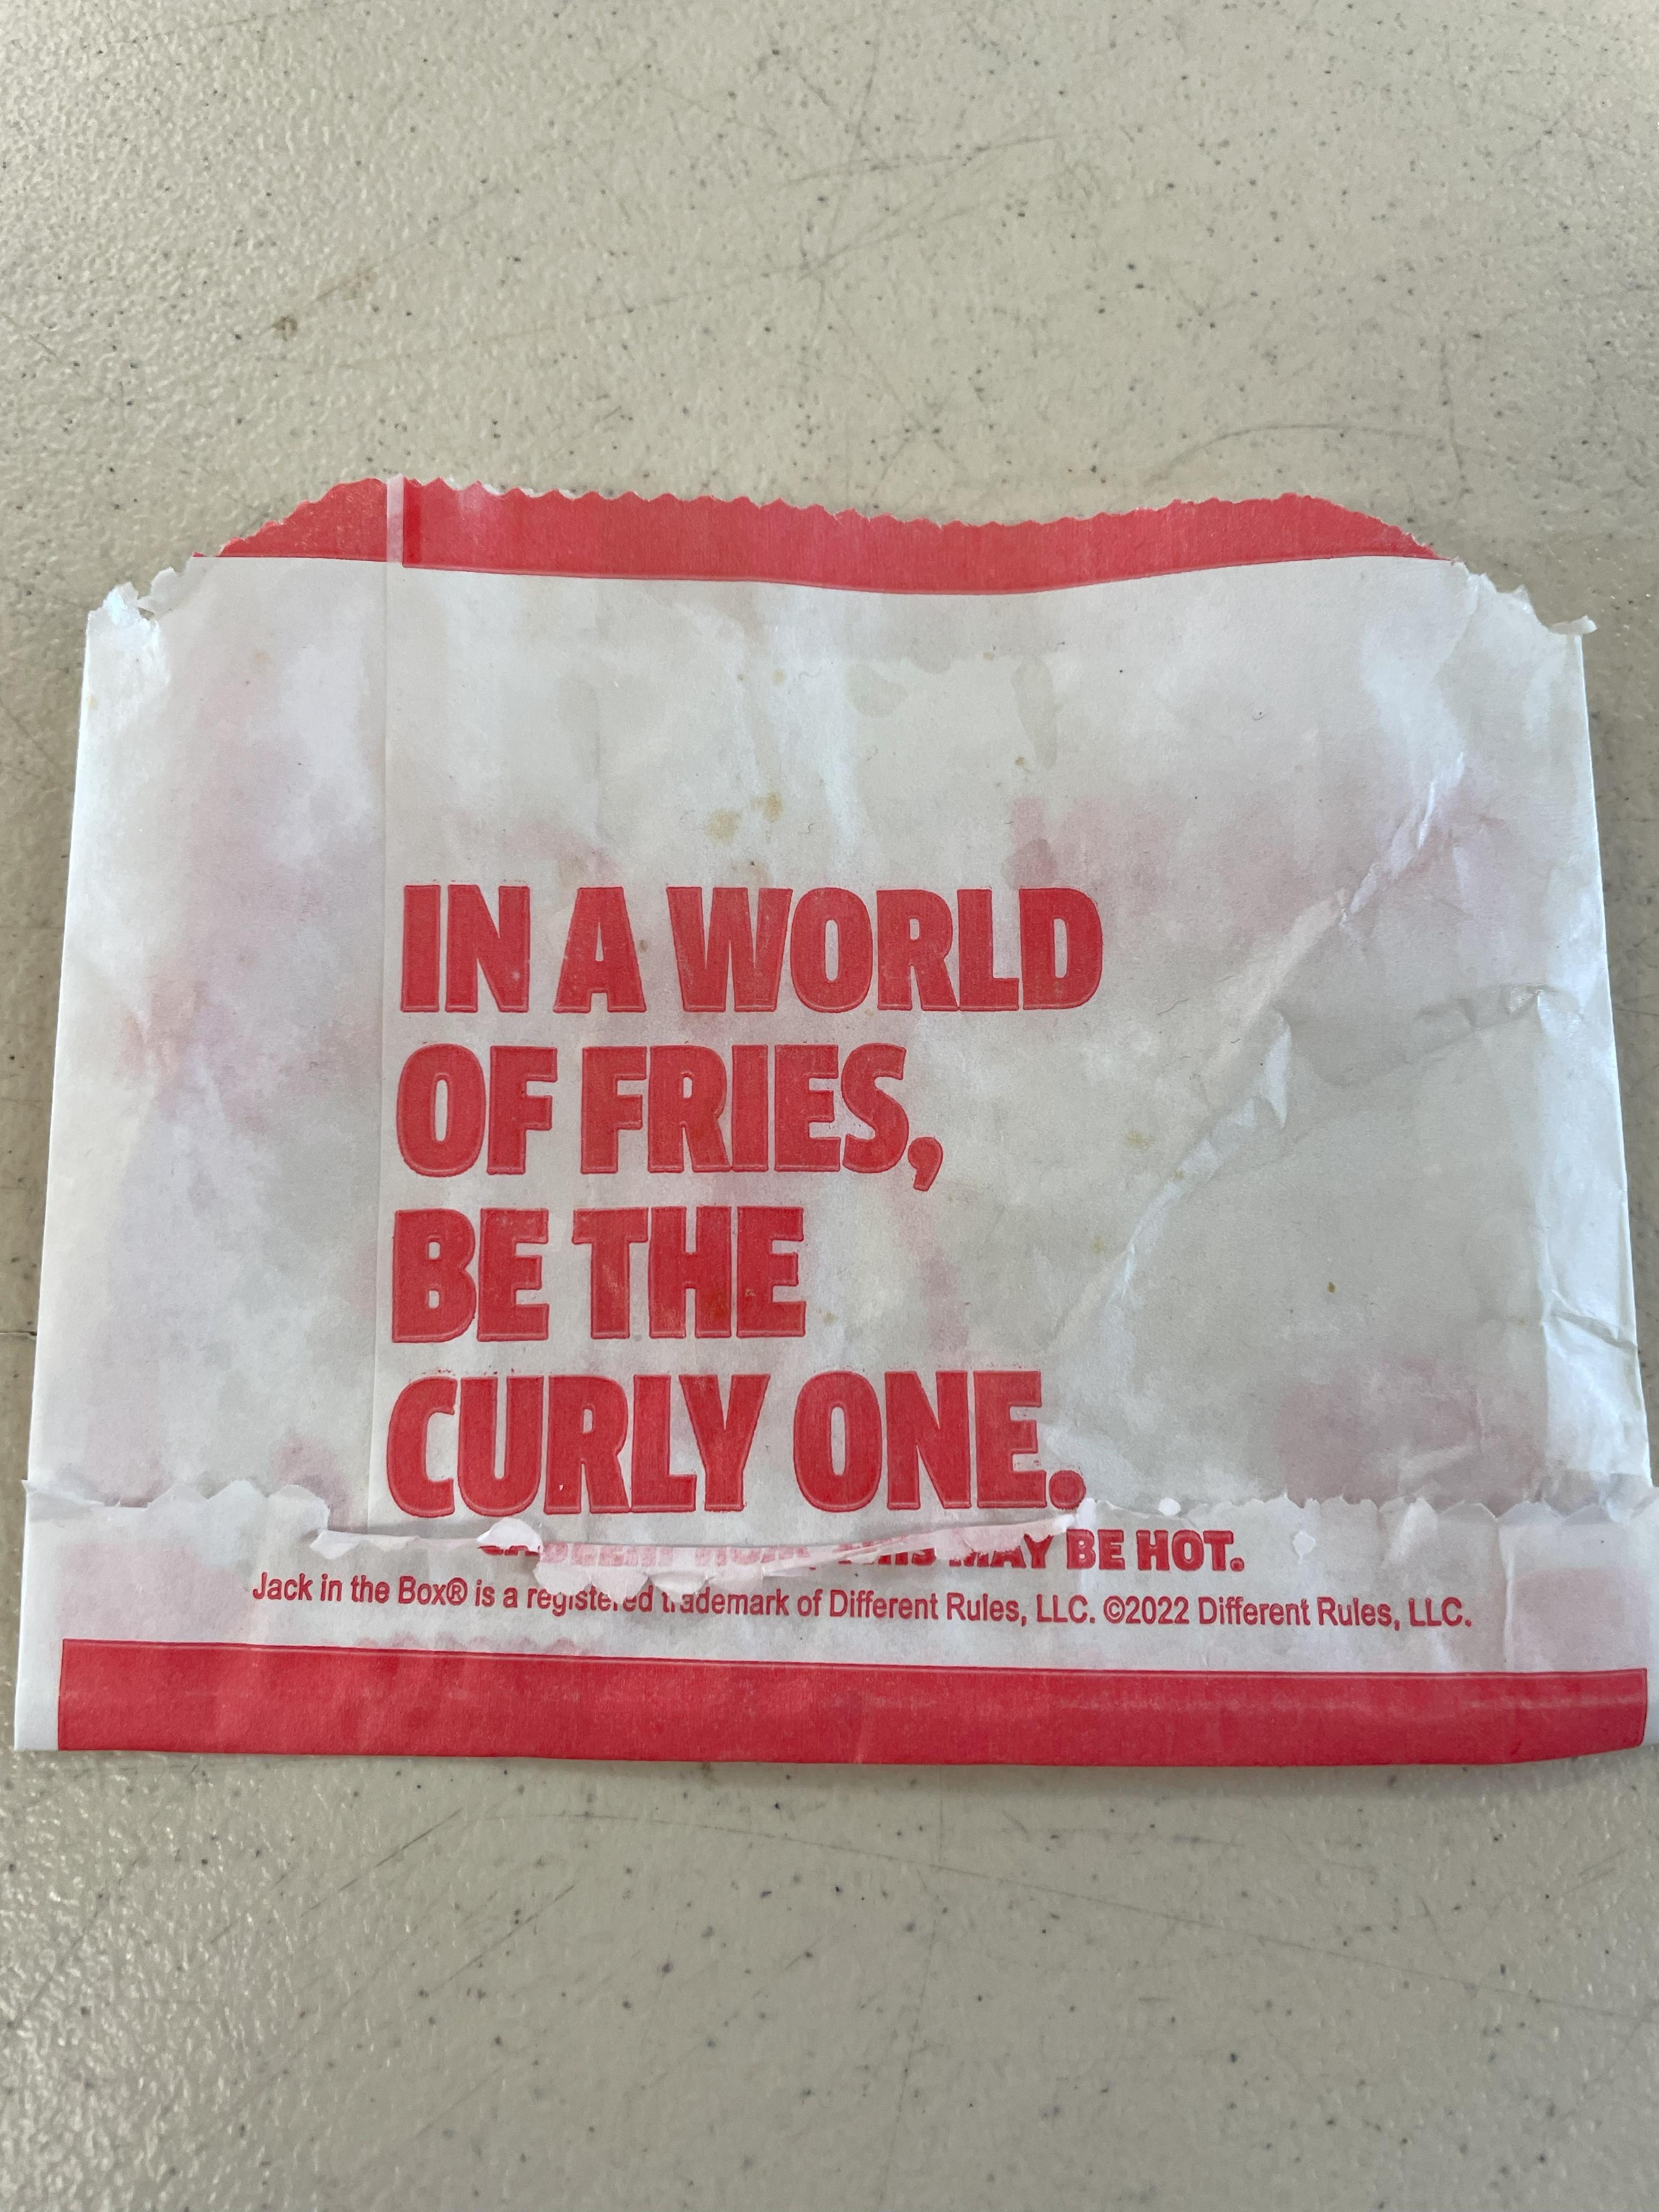 IN A WORLD
OF FRIES,
BE THE
CURLY ONE.
THIS MAY BE HOT.
Jack in the Box® is a registered trademark of Different Rules, LLC. ©2022 Different Rules, LLC.